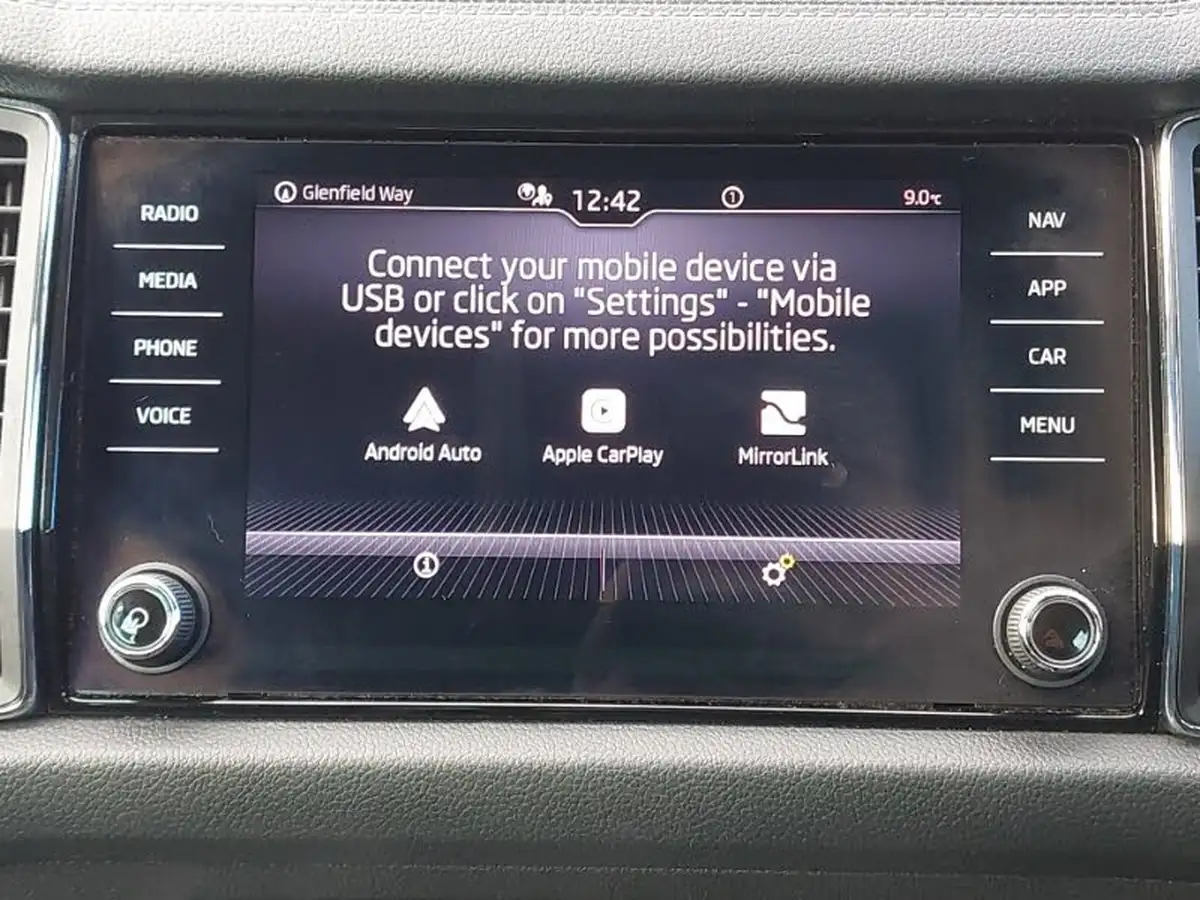 Glenfield Way
12:42
1
9.0°C
RADIO
MEDIA
PHONE
VOICE
Connect your mobile device via
USB or click on "Settings" - "Mobile
devices" for more possibilities.
Android Auto
Apple CarPlay
MirrorLink
NAV
APP
CAR
MENU